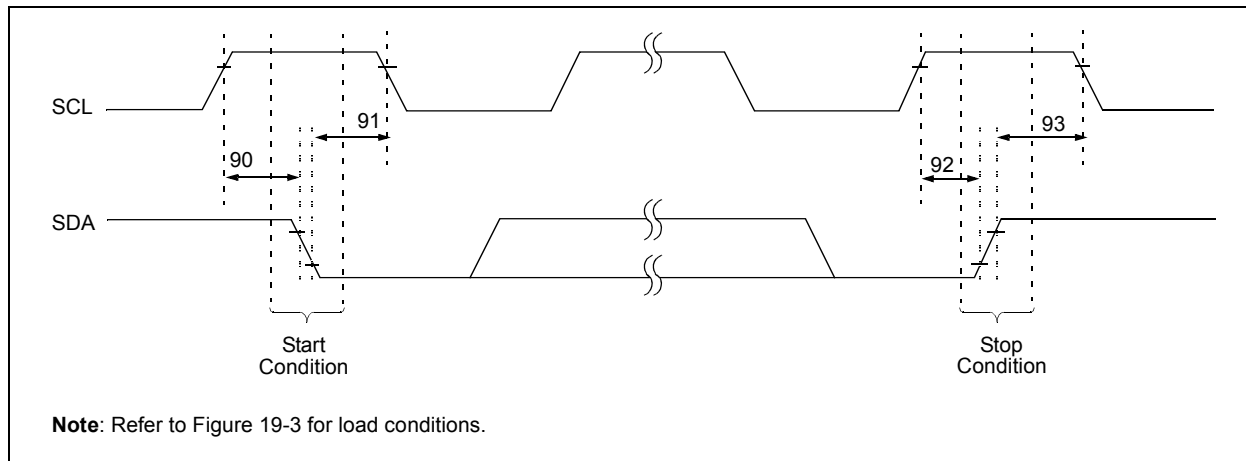 SCL
91
93
90
92
SDA
Start
Condition
Stop
Condition
Note: Refer to Figure 19-3 for load conditions.